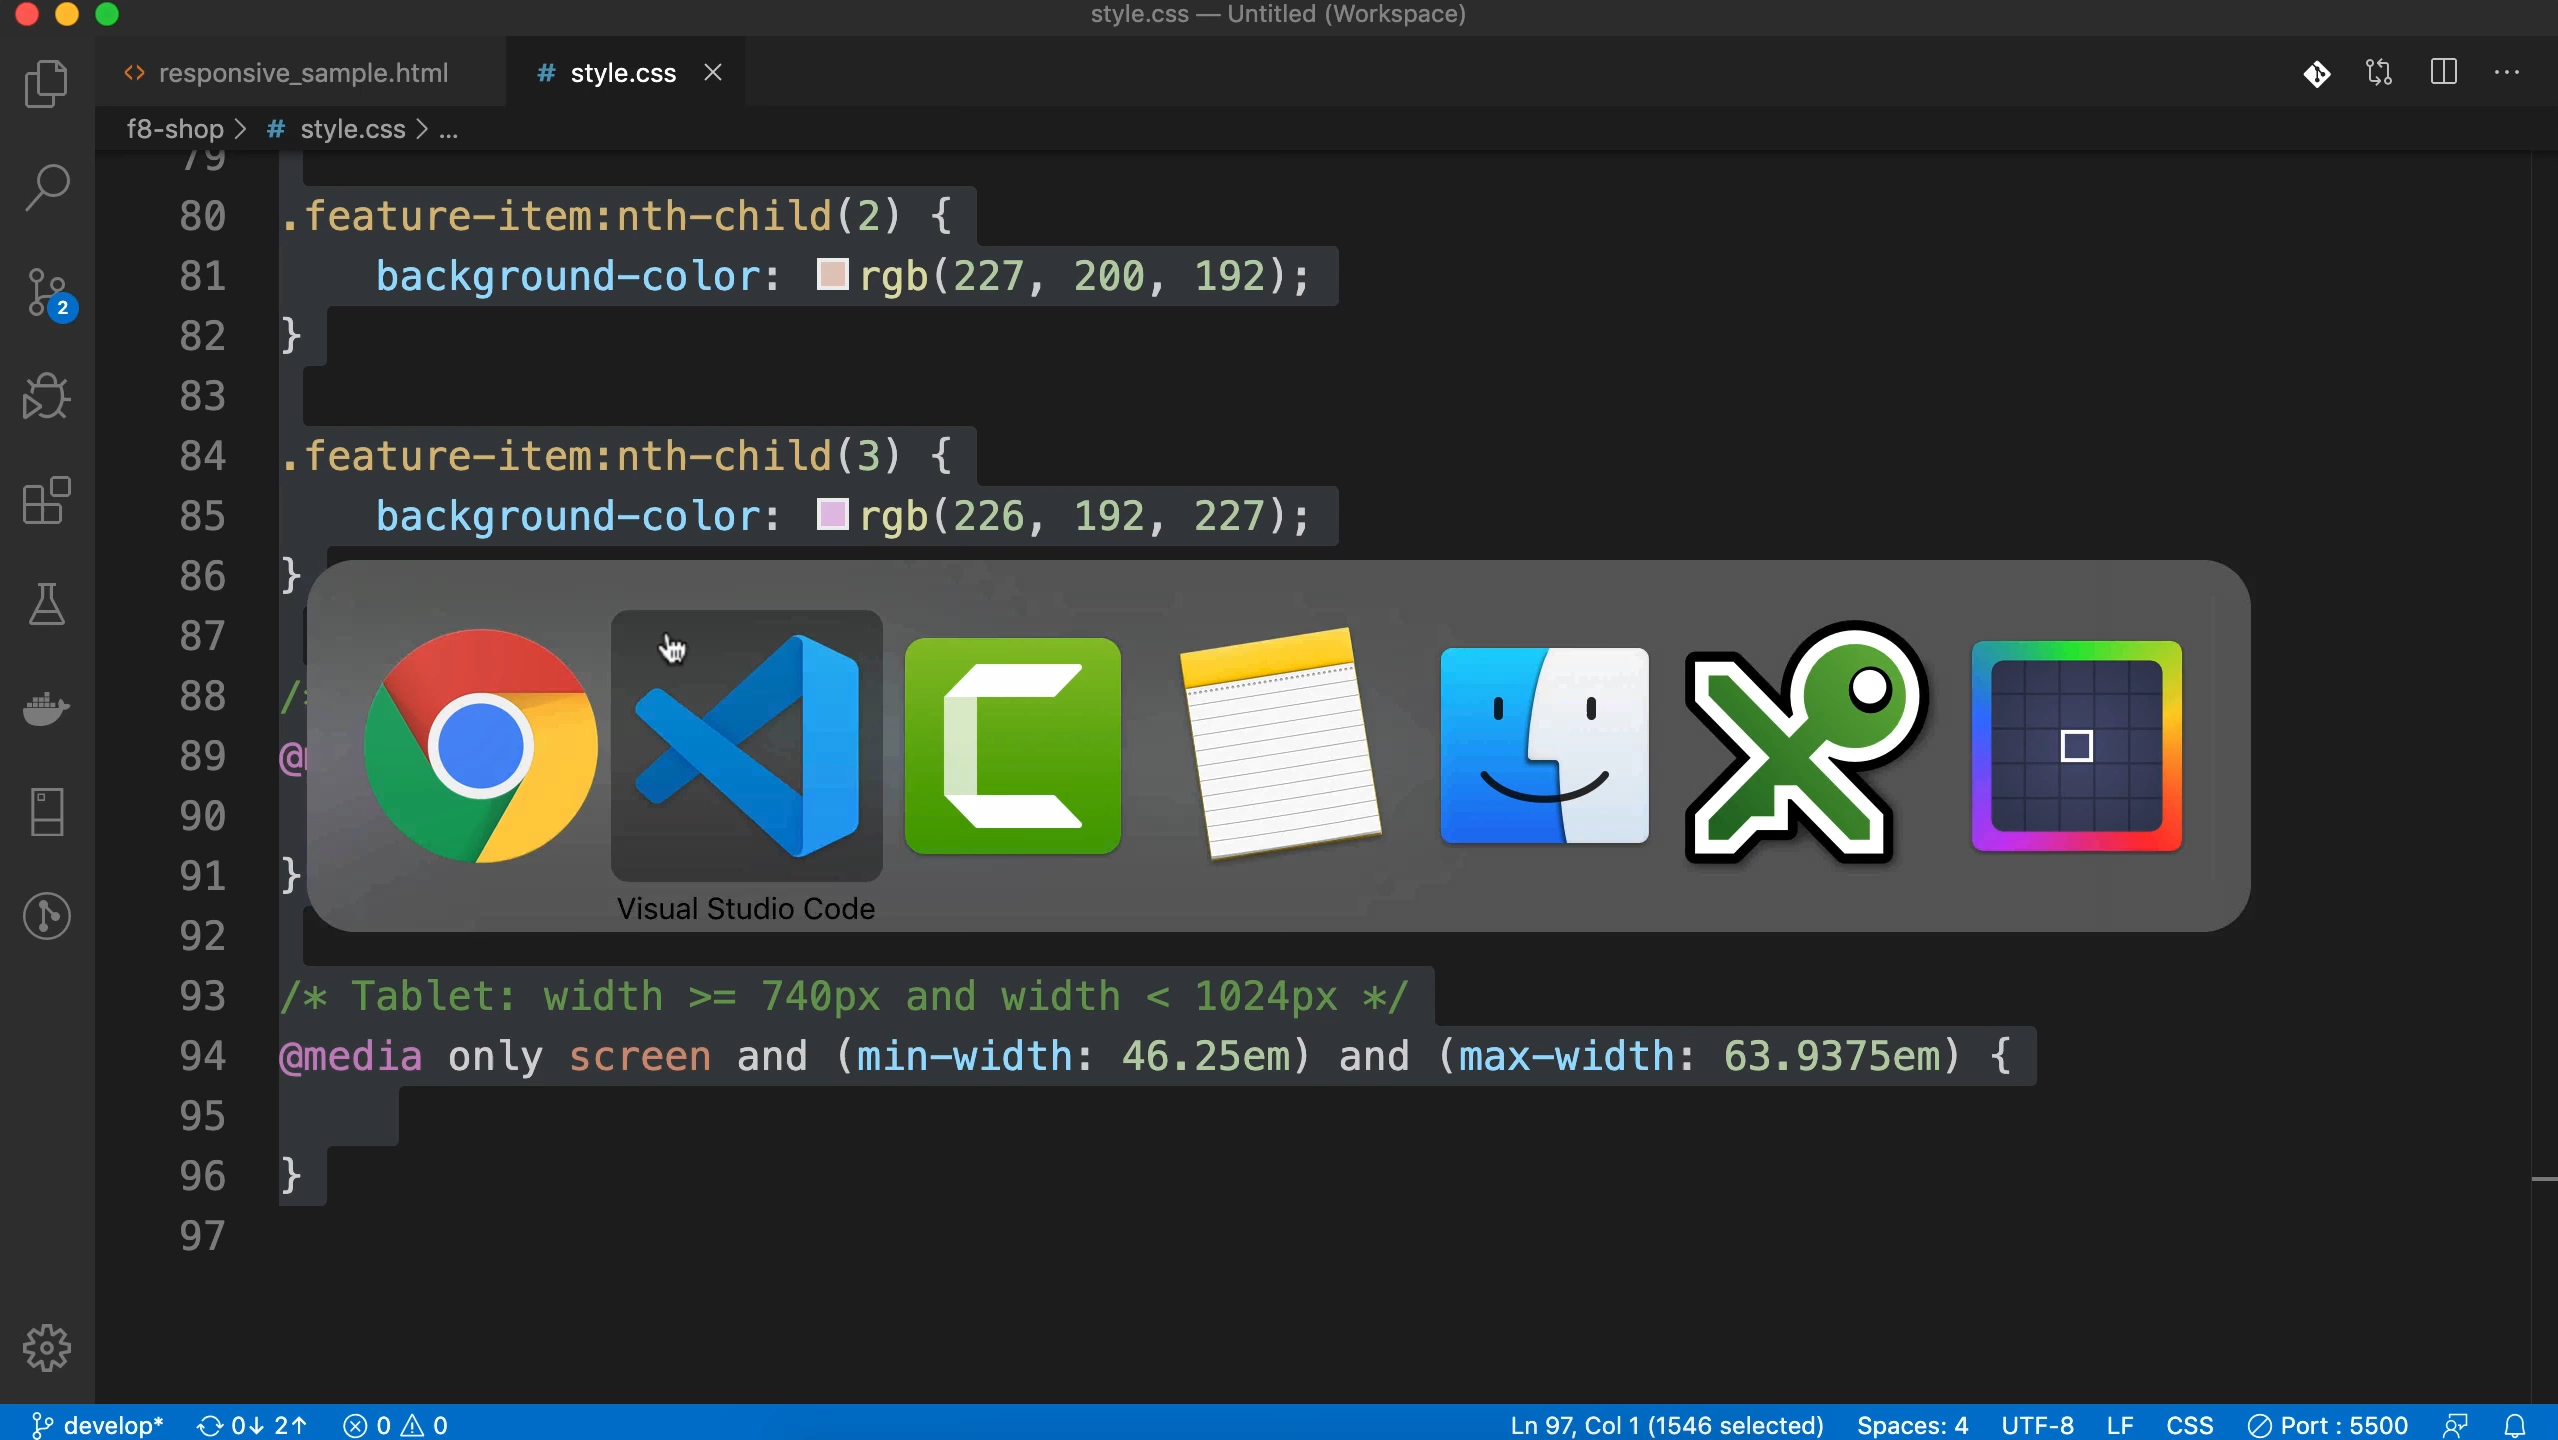 style.css — Untitled (Workspace)
responsive_sample.html
# style.css
f8-shop > # style.css > ...
79
80 .feature-item:nth-child(2) {
81 background-color: rgb(227, 200, 192);
82 }
83
84 .feature-item:nth-child(3) {
85 background-color: rgb(226, 192, 227);
86 }
87
88
89
90
91 }
92
93 /* Tablet: width >= 740px and width < 1024px */
94 @media only screen and (min-width: 46.25em) and (max-width: 63.9375em) {
95
96 }
97
2
Visual Studio Code
develop* 0↓ 2↑ 0 0 Ln 97, Col 1 (1546 selected) Spaces: 4 UTF-8 LF CSS Port : 5500